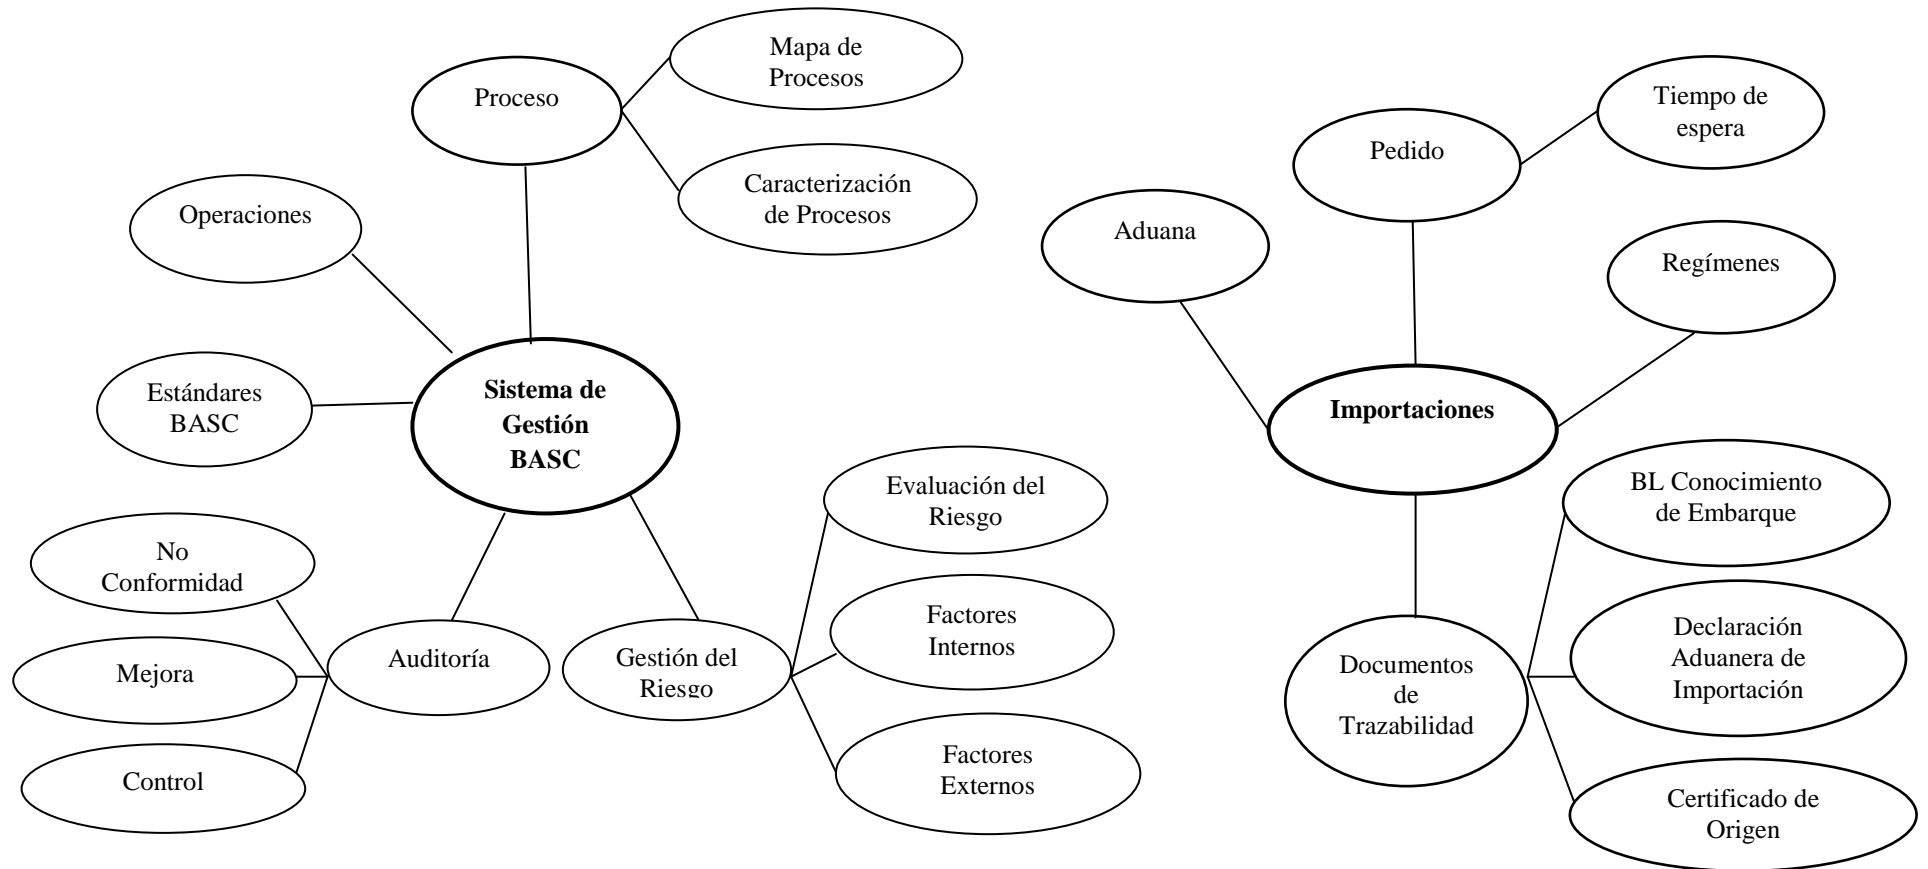 Mapa de
Procesos
Proceso
Caracterización
de Procesos
Operaciones
Estándares
BASC
Sistema de
Gestión
BASC
No
Conformidad
Mejora
Control
Auditoría
Gestión del
Riesgo
Evaluación del
Riesgo
Factores
Internos
Factores
Externos
Tiempo de
espera
Pedido
Aduana
Regímenes
Importaciones
BL Conocimiento
de Embarque
Documentos
de
Trazabilidad
Declaración
Aduanera de
Importación
Certificado de
Origen